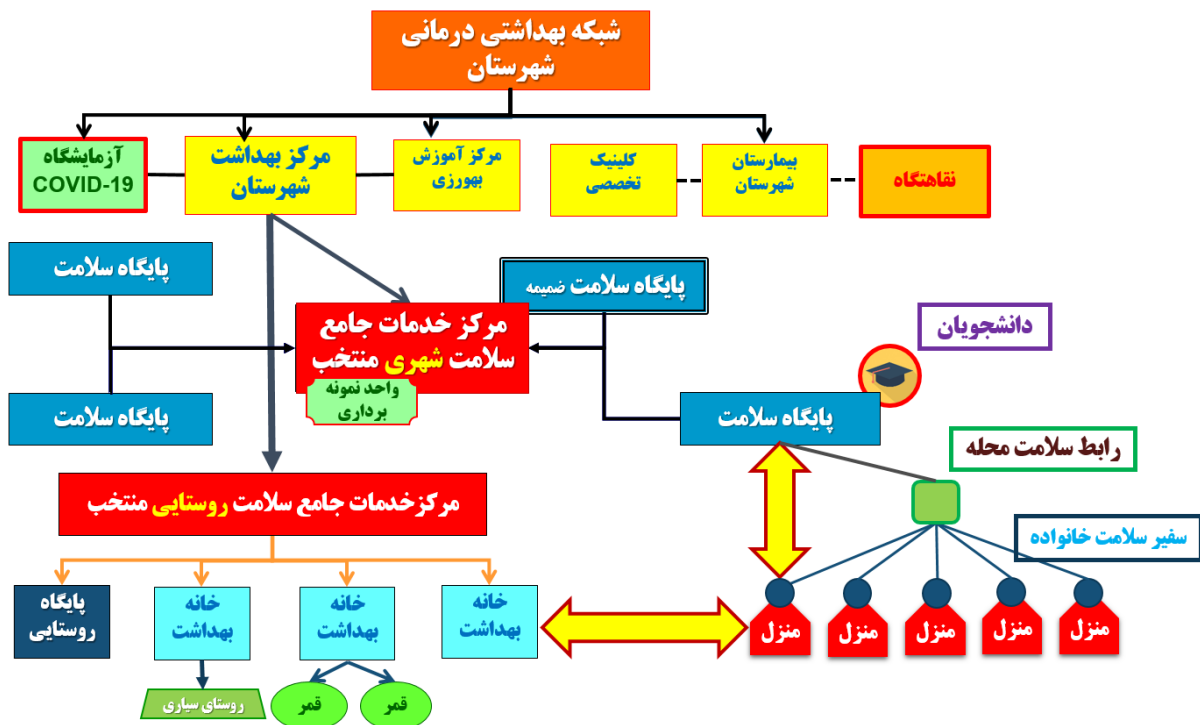 شبکه بهداشتی درمانی
شهرستان
آزمایشگاه
COVID-19
مرکز بهداشت
شهرستان
مرکز آموزش
بهورزی
کلینیک
تخصصی
بیمارستان
شهرستان
نقاهتگاه
پایگاه سلامت
پایگاه سلامت ضمیمه
مرکز خدمات جامع
سلامت شهری منتخب
واحد نمونه
برداری
دانشجویان
پایگاه سلامت
پایگاه سلامت
رابط سلامت محله
مرکزخدمات جامع سلامت روستایی منتخب
سفیر سلامت خانواده
پایگاه
روستایی
خانه
بهداشت
خانه
بهداشت
خانه
بهداشت
منزل
منزل
منزل
منزل
منزل
روستای سیاری
قمر
قمر